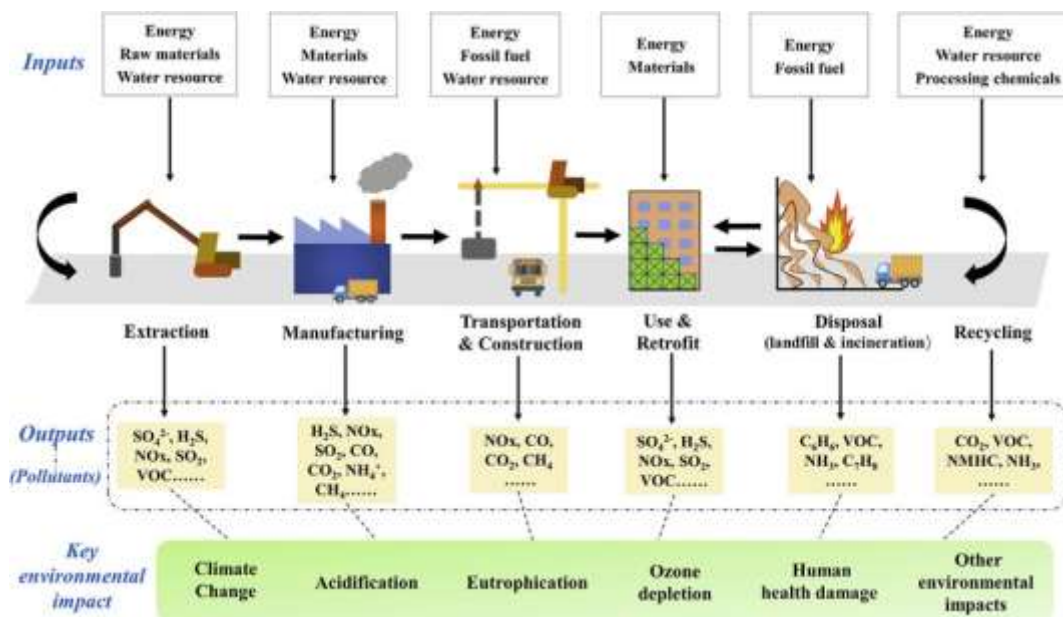 Inputs
Energy
Raw materials
Water resource
Energy
Materials
Water resource
Energy
Fossil fuel
Water resource
Energy
Materials
Energy
Fossil fuel
Energy
Water resource
Processing chemicals
Extraction
Manufacturing
Transportation
& Construction
Use &
Retrofit
Disposal
(landfill & incineration)
Recycling
Outputs
(Pollutants)
SO₄²⁻, H₂S,
NOx, SO₂,
VOC……
H₂S, NOx,
SO₂, CO,
CO₂, NH₄⁺,
CH₄……
NOx, CO,
CO₂, CH₄
……
SO₄²⁻, H₂S,
NOx, SO₂,
VOC……
C₆H₆, VOC,
NH₃, C₇H₈
……
CO₂, VOC,
NMHC, NH₃,
……
Key
environmental
impact
Climate
Change
Acidification
Eutrophication
Ozone
depletion
Human
health damage
Other
environmental
impacts